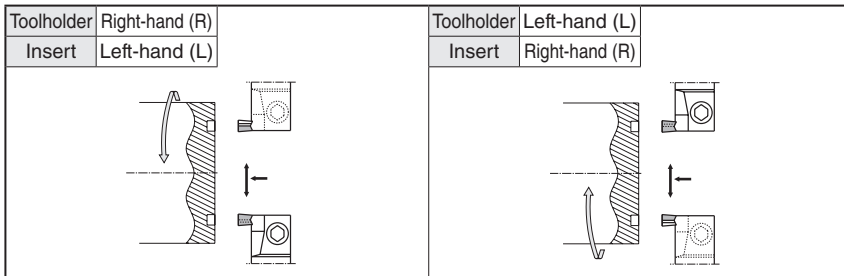 Toolholder Right-hand (R)
Insert Left-hand (L)
Toolholder Left-hand (L)
Insert Right-hand (R)